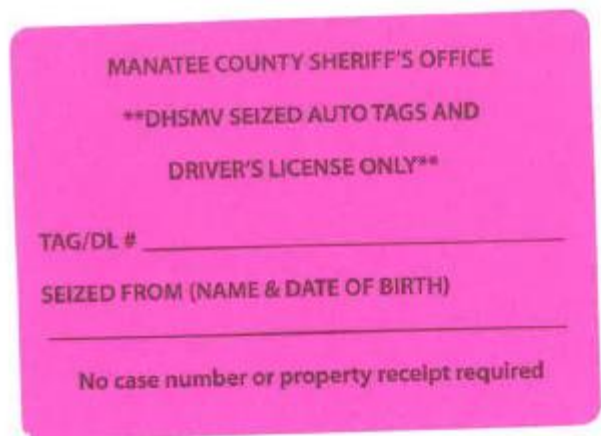 MANATEE COUNTY SHERIFF'S OFFICE
**DHSMV SEIZED AUTO TAGS AND
DRIVER'S LICENSE ONLY**
TAG/DL #
SEIZED FROM (NAME & DATE OF BIRTH)
No case number or property receipt required